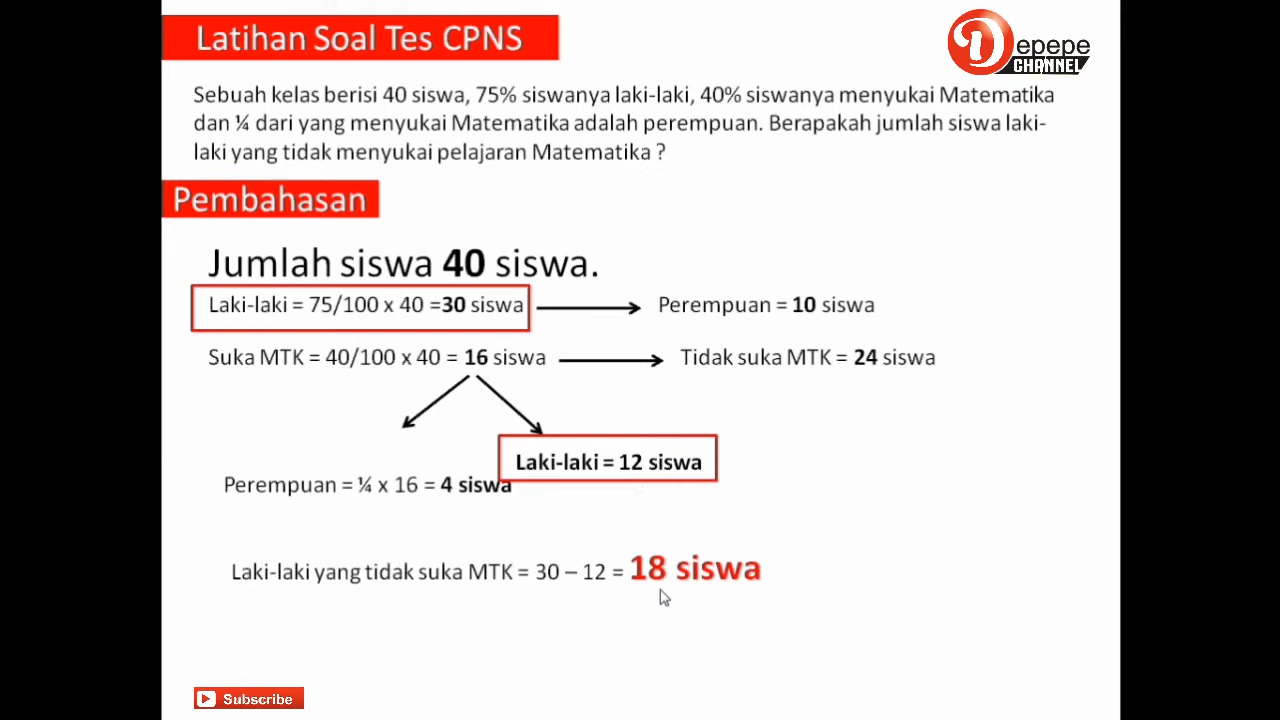 Latihan Soal Tes CPNS
Depepe
CHANNEL
Sebuah kelas berisi 40 siswa, 75% siswanya laki-laki, 40% siswanya menyukai Matematika
dan ¼ dari yang menyukai Matematika adalah perempuan. Berapakah jumlah siswa laki-
laki yang tidak menyukai pelajaran Matematika ?
Pembahasan
Jumlah siswa 40 siswa.
Laki-laki = 75/100 x 40 =30 siswa
Perempuan = 10 siswa
Suka MTK = 40/100 x 40 = 16 siswa
Tidak suka MTK = 24 siswa
Laki-laki = 12 siswa
Perempuan = ¼ x 16 = 4 siswa
Laki-laki yang tidak suka MTK = 30 – 12 = 18 siswa
Subscribe